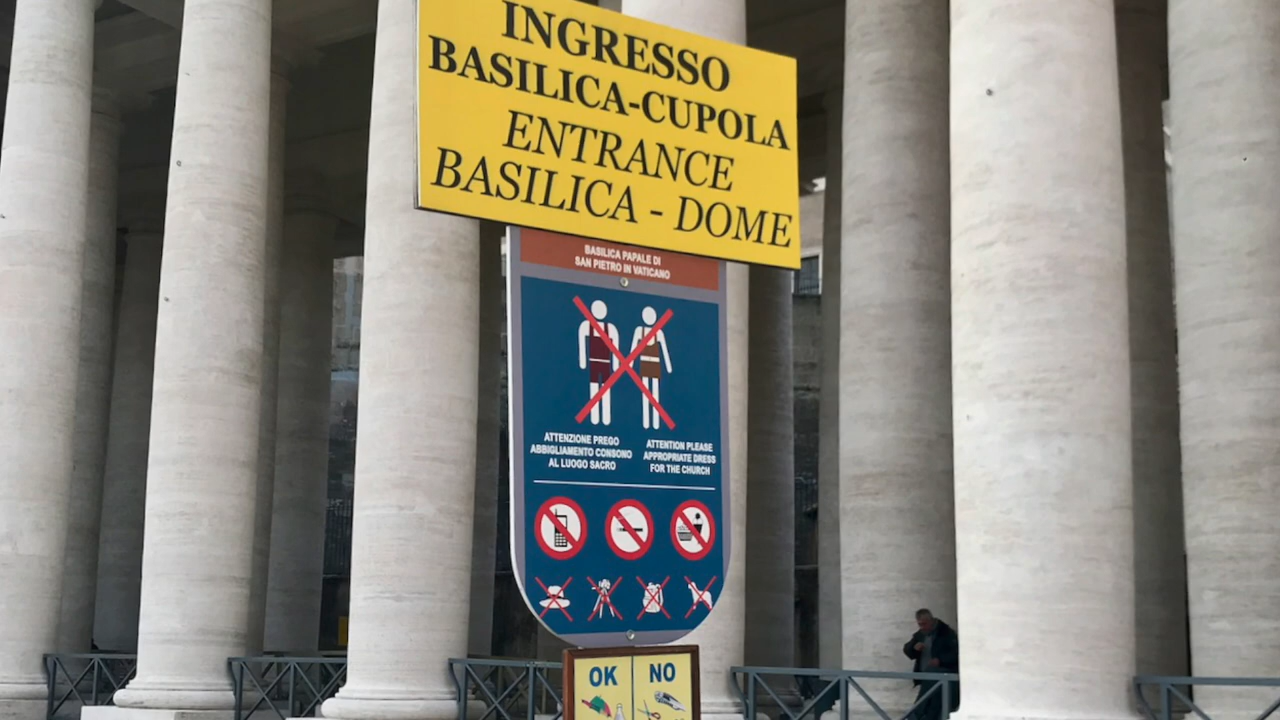 INGRESSO
BASILICA-CUPOLA
ENTRANCE
BASILICA - DOME
BASILICA PAPALE DI
SAN PIETRO IN VATICANO
ATTENZIONE PREGO
ABBIGLIAMENTO CONSONO
AL LUOGO SACRO
ATTENTION PLEASE
APPROPRIATE DRESS
FOR THE CHURCH
OK
NO